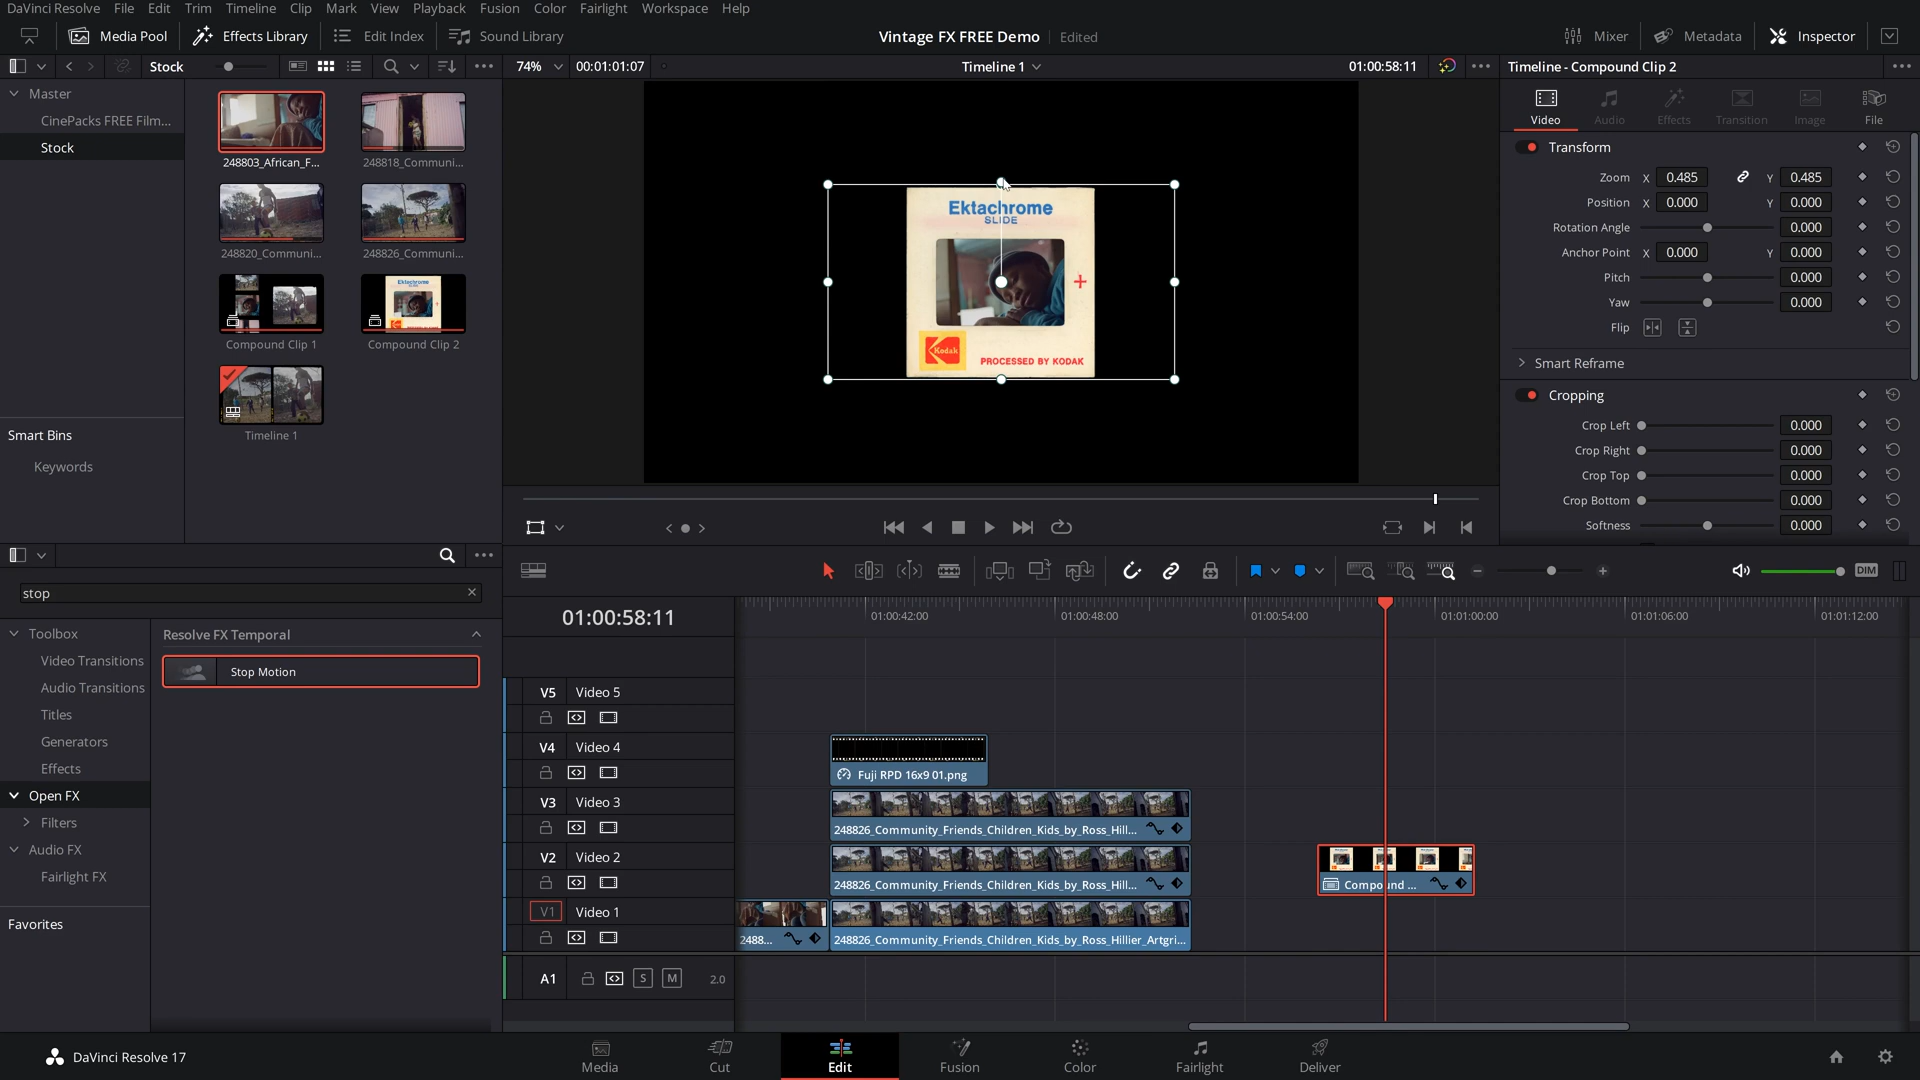 DaVinci Resolve File Edit Trim Timeline Clip Mark View Playback Fusion Color Fairlight Workspace Help
Media Pool Effects Library Edit Index Sound Library Vintage FX FREE Demo Edited Mixer Metadata Inspector
Stock 74% 00:01:01:07 Timeline 1 01:00:58:11 Timeline - Compound Clip 2
Master
CinePacks FREE Film...
Stock
248803_African_F...
248818_Communi...
248820_Communi...
248826_Communi...
Compound Clip 1
Compound Clip 2
Timeline 1
Smart Bins
Keywords
Ektachrome
SLIDE
Kodak
PROCESSED BY KODAK
Video Audio Effects Transition Image File
Transform
Zoom X 0.485 Y 0.485
Position X 0.000 Y 0.000
Rotation Angle 0.000
Anchor Point X 0.000 Y 0.000
Pitch 0.000
Yaw 0.000
Flip
Smart Reframe
Cropping
Crop Left 0.000
Crop Right 0.000
Crop Top 0.000
Crop Bottom 0.000
Softness 0.000
stop
Toolbox
Video Transitions
Audio Transitions
Titles
Generators
Effects
Open FX
Filters
Audio FX
Fairlight FX
Favorites
Resolve FX Temporal
Stop Motion
DIM
01:00:58:11
01:00:42:00 01:00:48:00 01:00:54:00 01:01:00:00 01:01:06:00 01:01:12:00
V5 Video 5
V4 Video 4
Fuji RPD 16x9 01.png
V3 Video 3
248826_Community_Friends_Children_Kids_by_Ross_Hill...
V2 Video 2
248826_Community_Friends_Children_Kids_by_Ross_Hill...
Compound ...
V1 Video 1
2488...
248826_Community_Friends_Children_Kids_by_Ross_Hillier_Artgri...
A1 S M 2.0
DaVinci Resolve 17
Media Cut Edit Fusion Color Fairlight Deliver